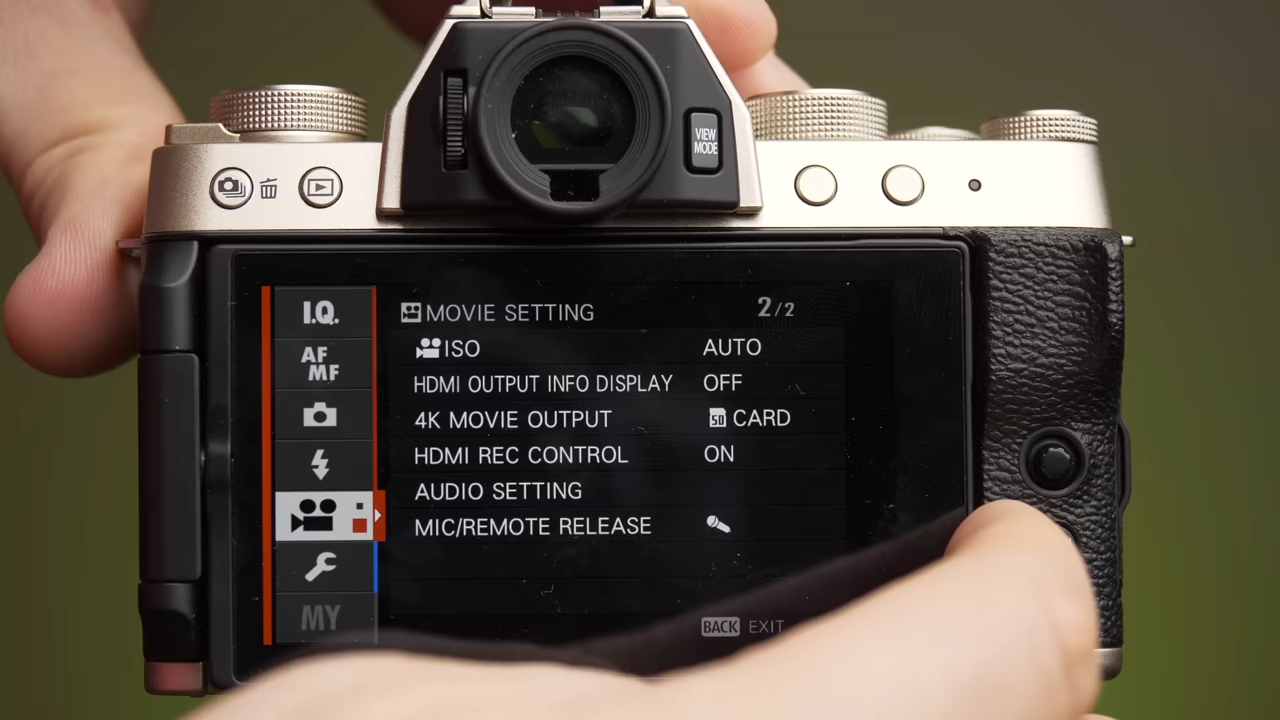 VIEW
MODE
I.Q.
AF
MF
MY
MOVIE SETTING 2/2
ISO AUTO
HDMI OUTPUT INFO DISPLAY OFF
4K MOVIE OUTPUT SD CARD
HDMI REC CONTROL ON
AUDIO SETTING
MIC/REMOTE RELEASE
BACK EXIT